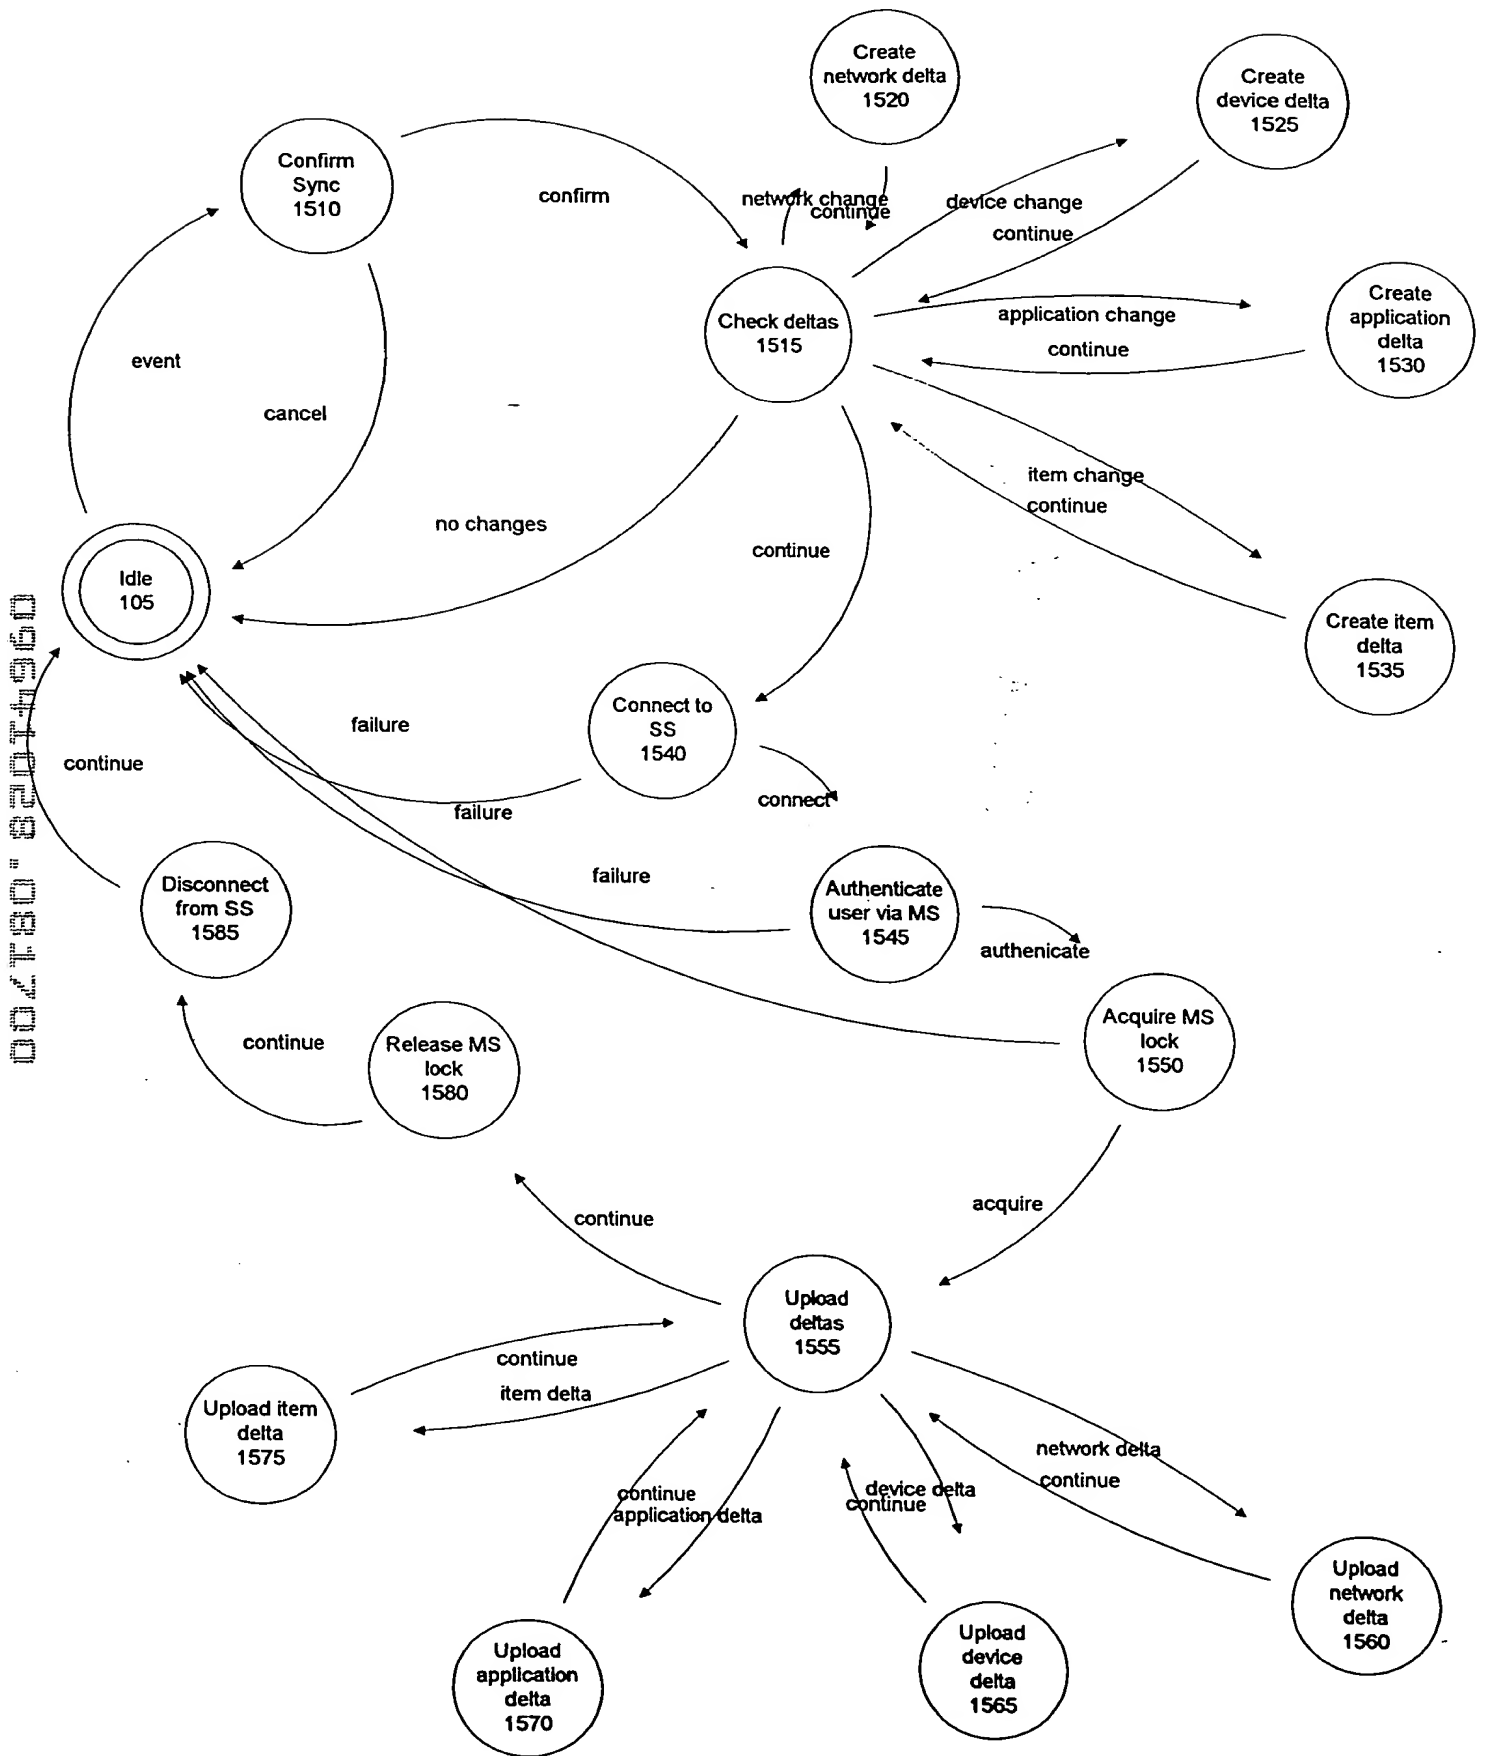 Create
network delta
1520
Create
device delta
1525
Confirm
Sync
1510
confirm
network change
continue
device change
continue
Create
application
delta
1530
application change
continue
Check deltas
1515
event
cancel
item change
continue
no changes
continue
Idle
105
Create item
delta
1535
Connect to
SS
1540
failure
continue
connect
failure
failure
Disconnect
from SS
1585
Authenticate
user via MS
1545
authenicate
Acquire MS
lock
1550
continue
Release MS
lock
1580
acquire
continue
Upload
deltas
1555
continue
item delta
Upload item
delta
1575
network delta
continue
device delta
continue
continue
application delta
Upload
network
delta
1560
Upload
device
delta
1565
Upload
application
delta
1570
09641028.081700